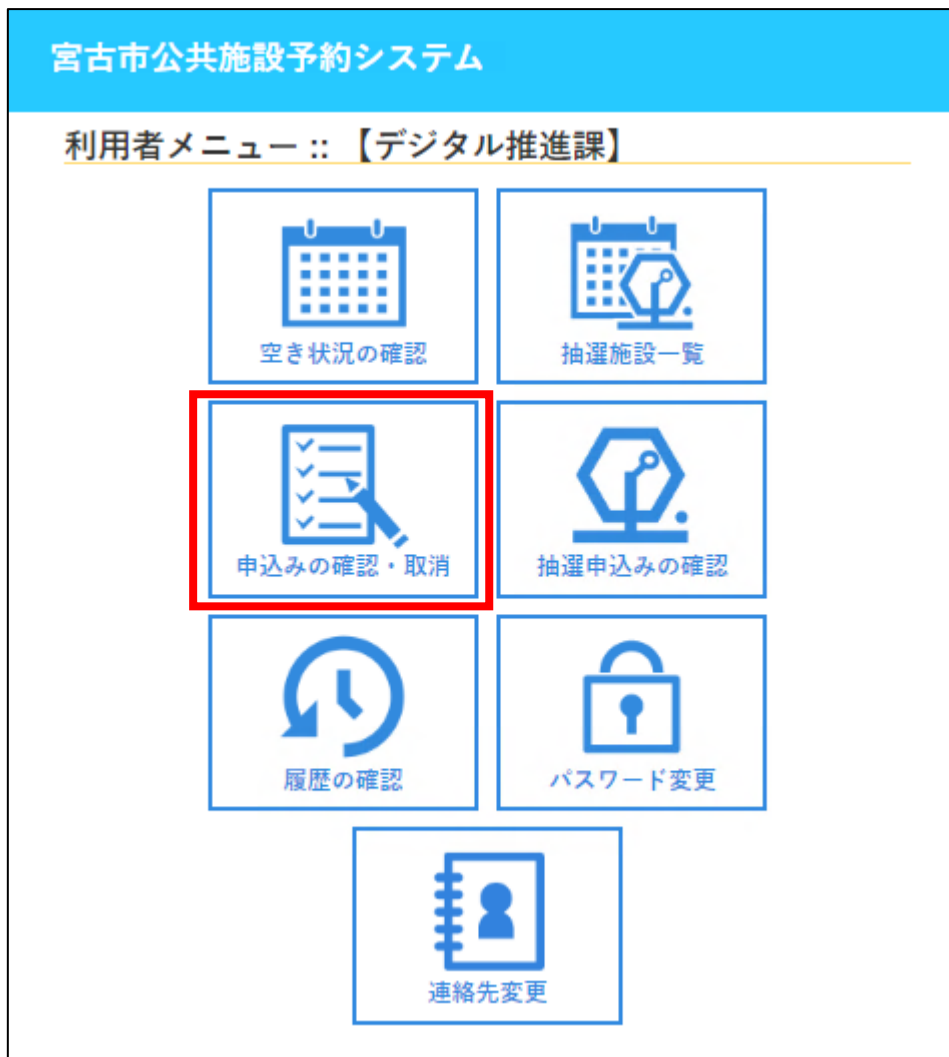 宮古市公共施設予約システム
利用者メニュー :: 【デジタル推進課】
空き状況の確認
抽選施設一覧
申込みの確認・取消
抽選申込みの確認
履歴の確認
パスワード変更
連絡先変更